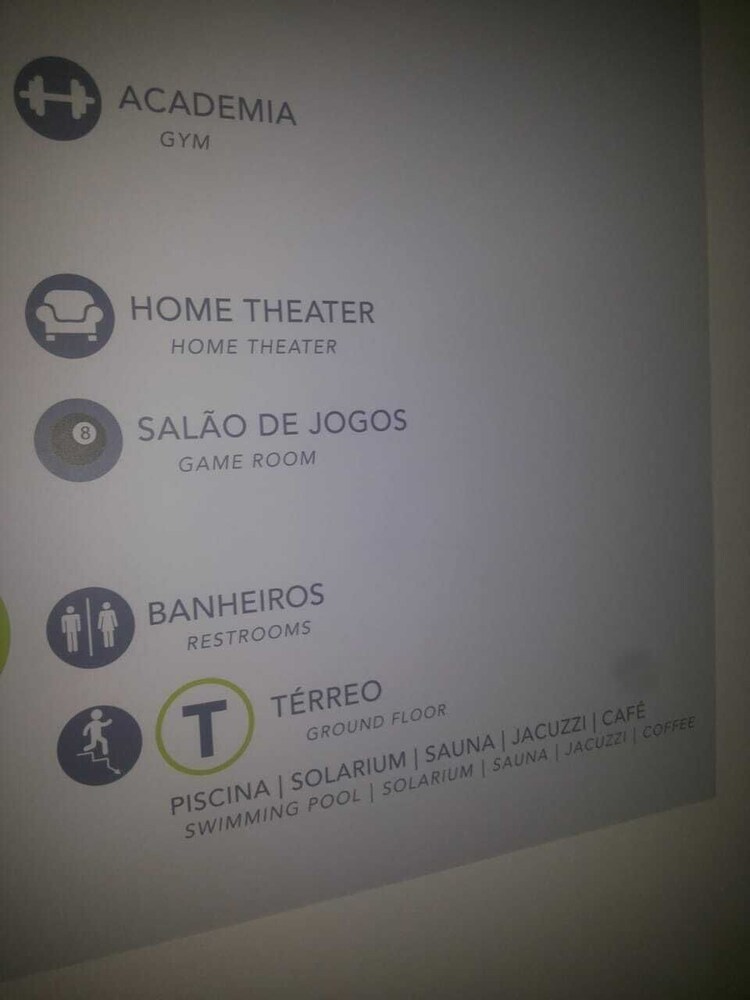 ACADEMIA
GYM
HOME THEATER
HOME THEATER
8
SALÃO DE JOGOS
GAME ROOM
BANHEIROS
RESTROOMS
T
TÉRREO
GROUND FLOOR
PISCINA | SOLARIUM | SAUNA | JACUZZI | CAFÉ
SWIMMING POOL | SOLARIUM | SAUNA | JACUZZI | COFFEE